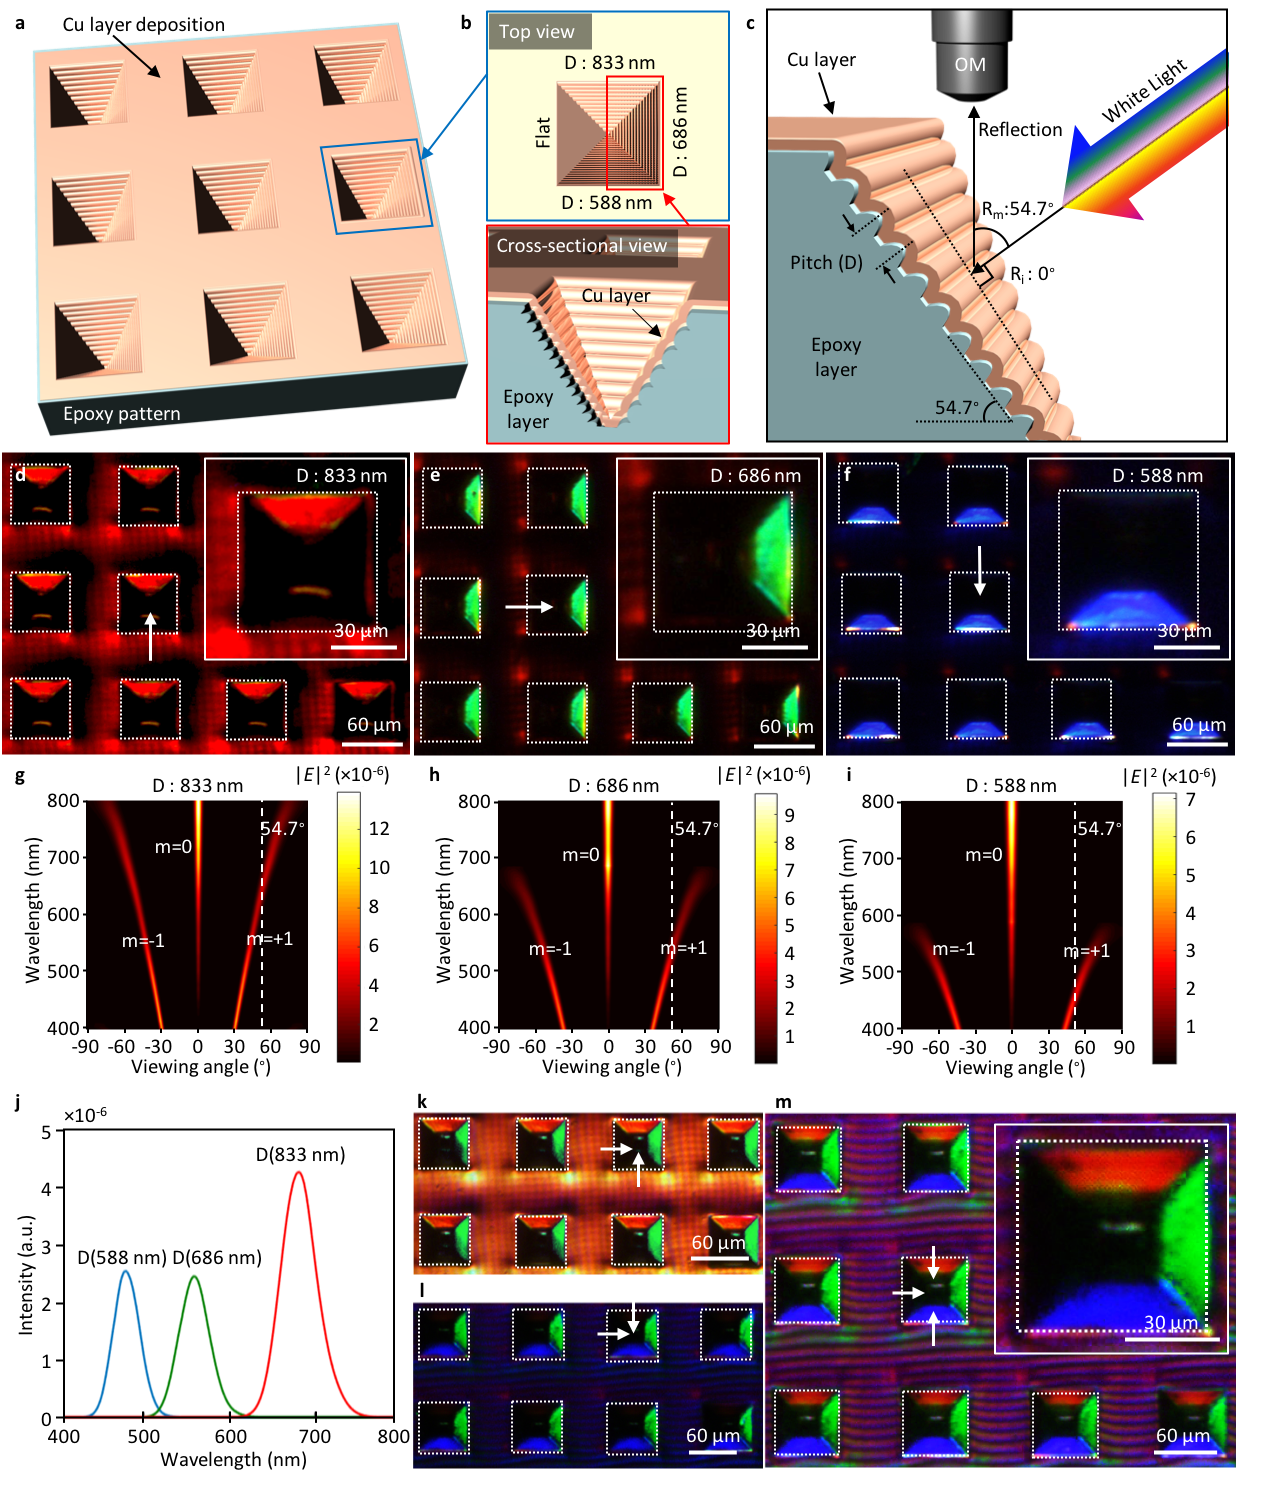 a
Cu layer deposition
Epoxy pattern
b
Top view
D : 833 nm
Flat
D : 686 nm
D : 588 nm
Cross-sectional view
Cu layer
Epoxy
layer
c
OM
Cu layer
White Light
Reflection
Rm:54.7°
Pitch (D)
Ri : 0°
Epoxy
layer
54.7°
d
D : 833 nm
30 µm
60 µm
e
D : 686 nm
30 µm
60 µm
f
D : 588 nm
30 µm
60 µm
g
|E|² (×10⁻⁶)
D : 833 nm
800
700
600
500
400
Wavelength (nm)
m=0
54.7°
m=-1
m=+1
-90 -60 -30 0 30 60 90
Viewing angle (°)
12
10
8
6
4
2
h
|E|² (×10⁻⁶)
D : 686 nm
800
700
600
500
400
Wavelength (nm)
m=0
54.7°
m=-1
m=+1
-90 -60 -30 0 30 60 90
Viewing angle (°)
9
8
7
6
5
4
3
2
1
i
|E|² (×10⁻⁶)
D : 588 nm
800
700
600
500
400
Wavelength (nm)
m=0
54.7°
m=-1
m=+1
-90 -60 -30 0 30 60 90
Viewing angle (°)
7
6
5
4
3
2
1
j
×10⁻⁶
5
4
3
2
1
0
Intensity (a.u.)
D(833 nm)
D(588 nm)
D(686 nm)
400 500 600 700 800
Wavelength (nm)
k
60 µm
l
60 µm
m
30 µm
60 µm